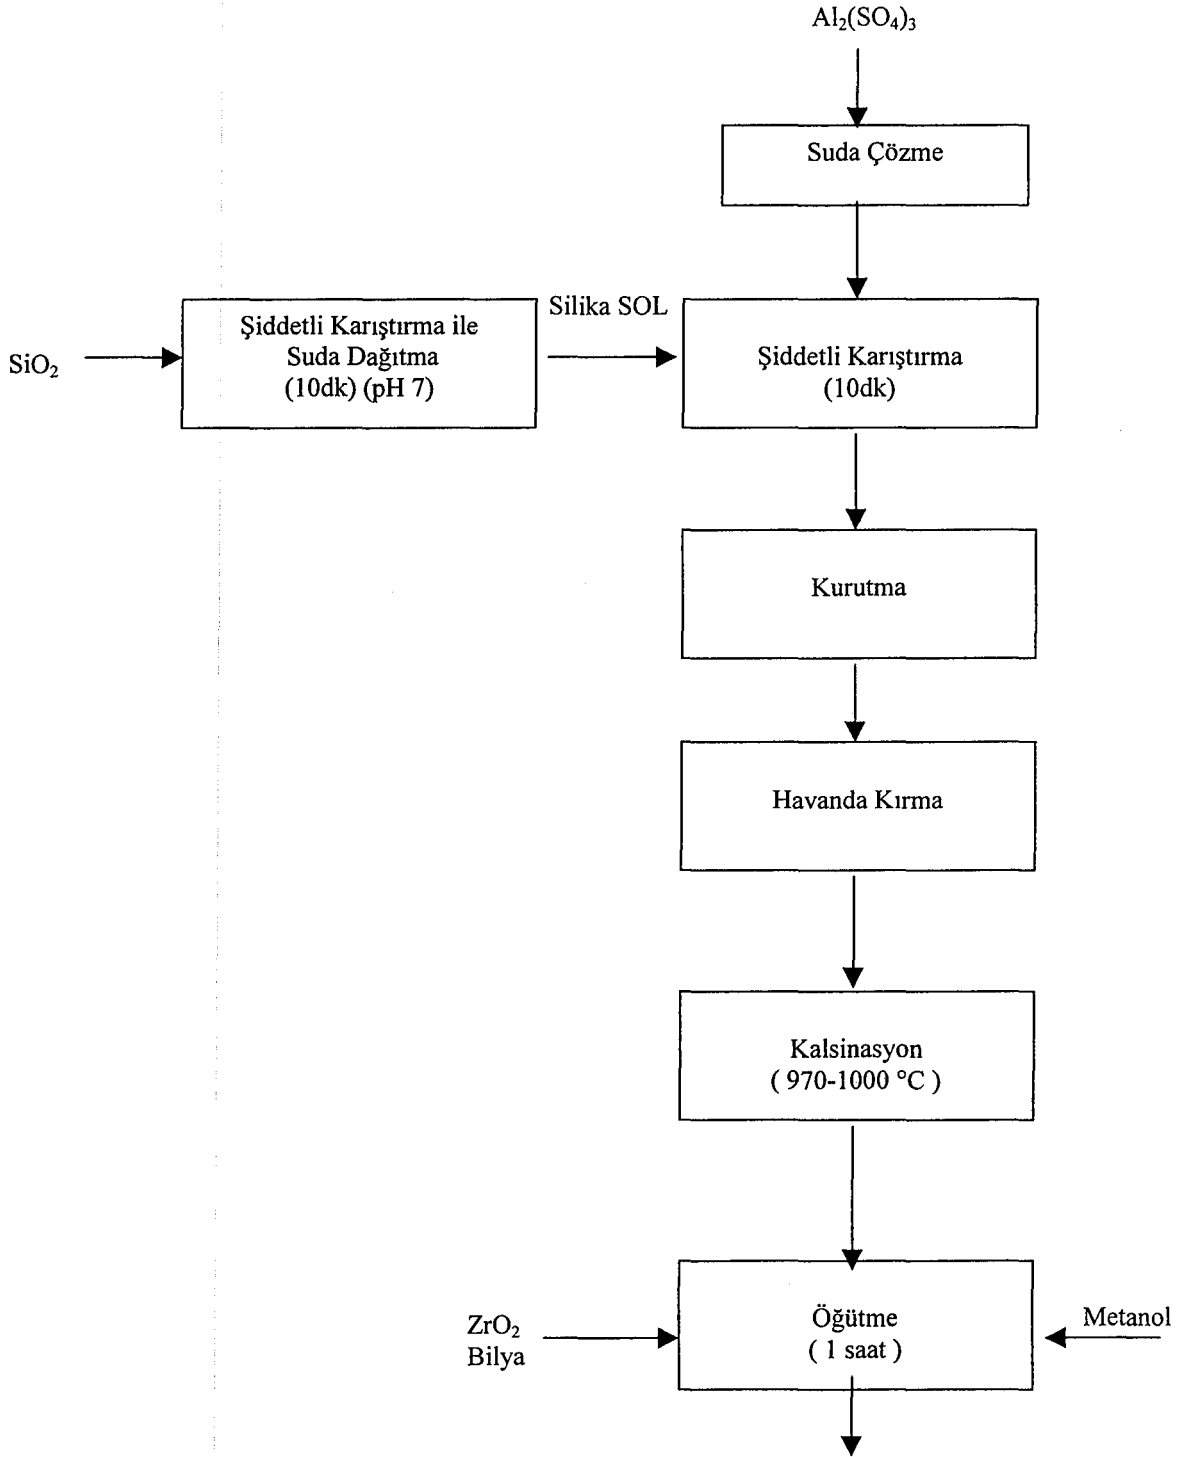 Al₂(SO₄)₃
Suda Çözme
Şiddetli Karıştırma ile
Suda Dağıtma
(10dk) (pH 7)
Silika SOL
SiO₂
Şiddetli Karıştırma
(10dk)
Kurutma
Havanda Kırma
Kalsinasyon
( 970-1000 °C )
ZrO₂
Bilya
Öğütme
( 1 saat )
Metanol